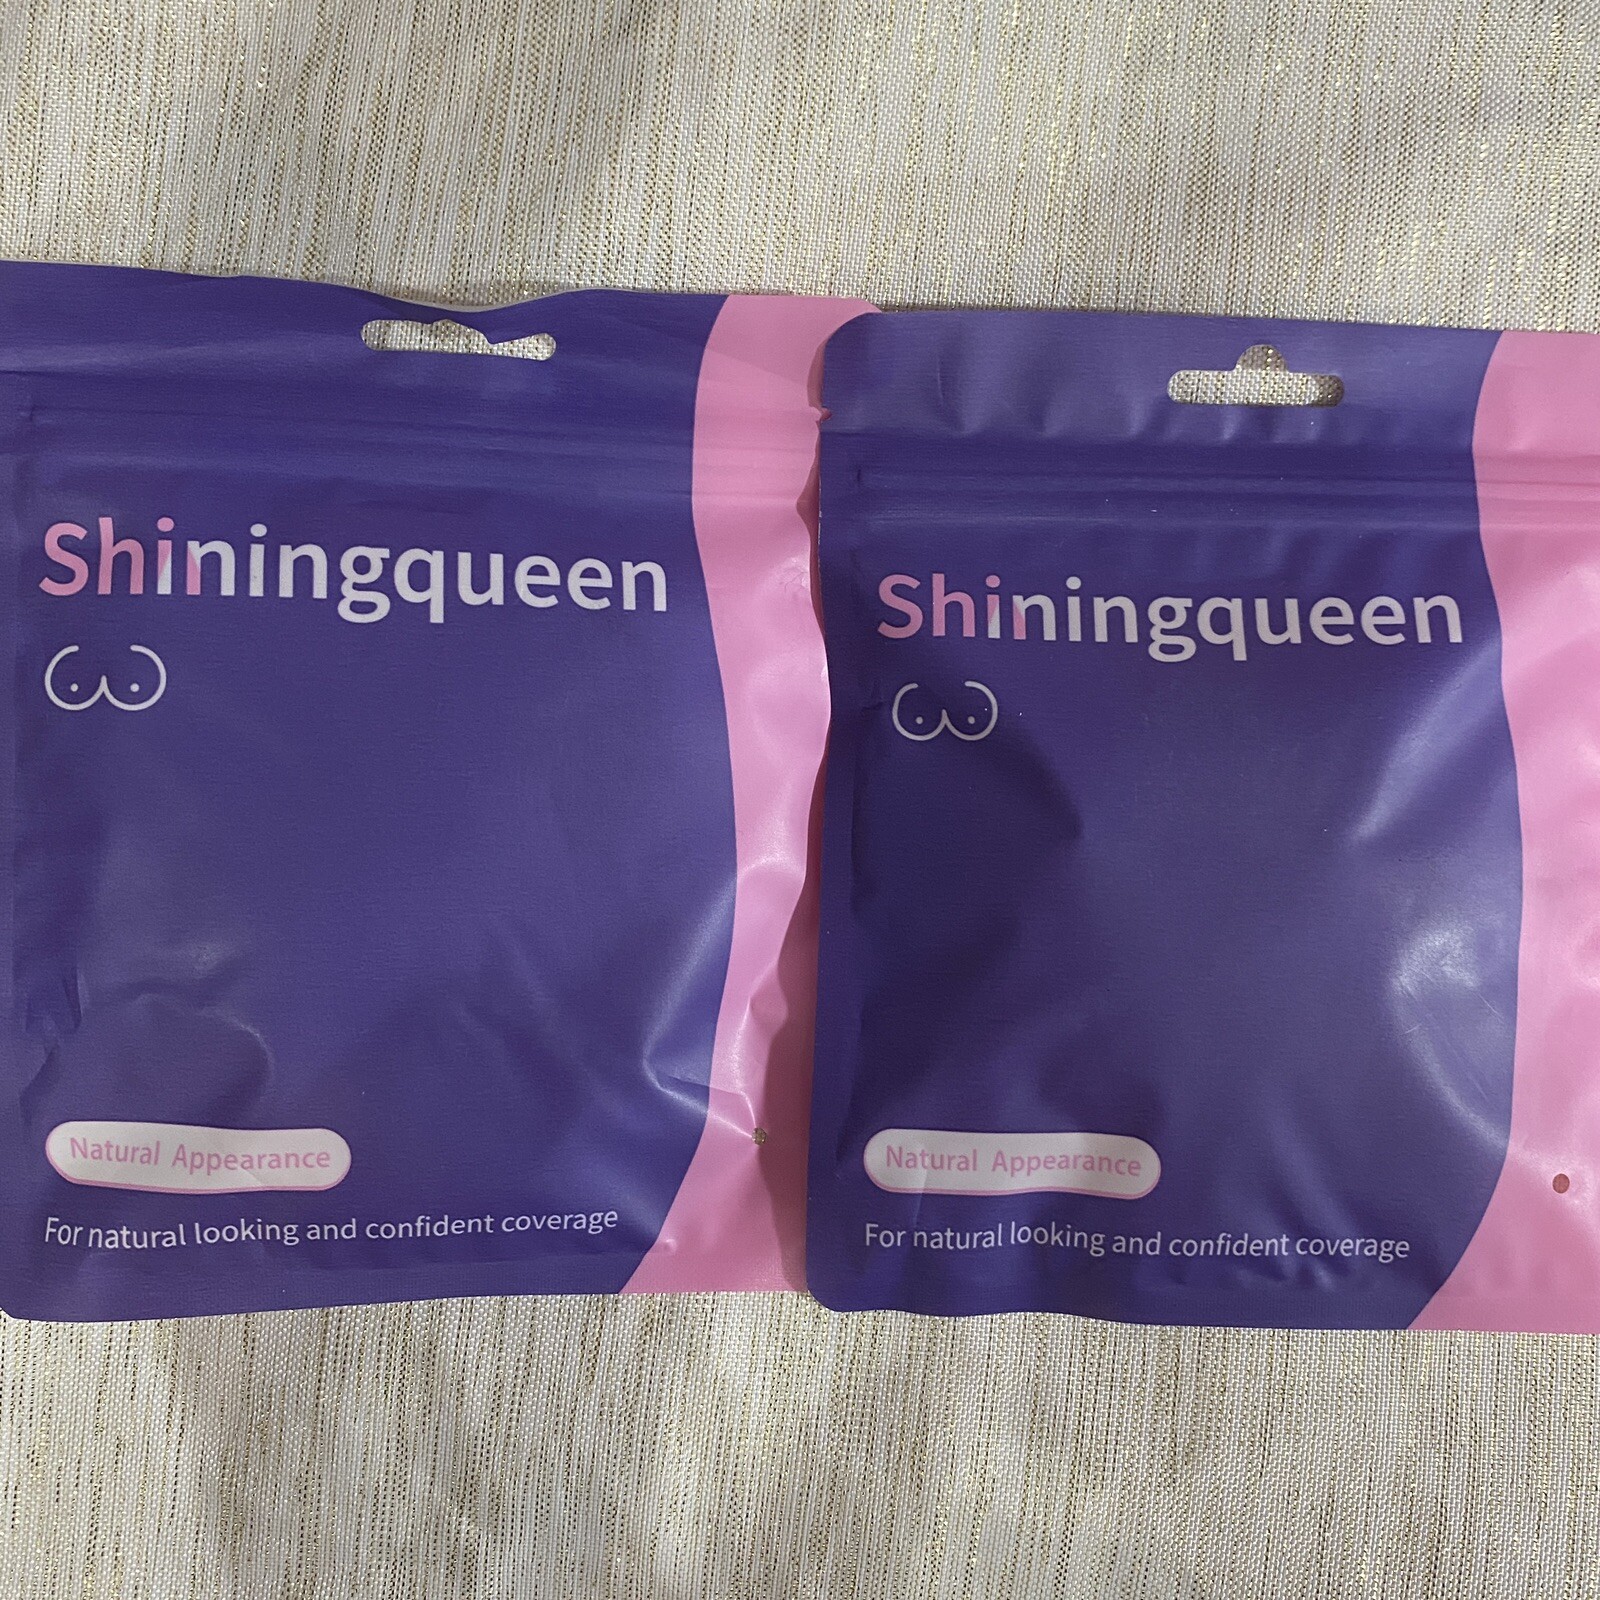 Shiningqueen
Natural Appearance
For natural looking and confident coverage
Shiningqueen
Natural Appearance
For natural looking and confident coverage